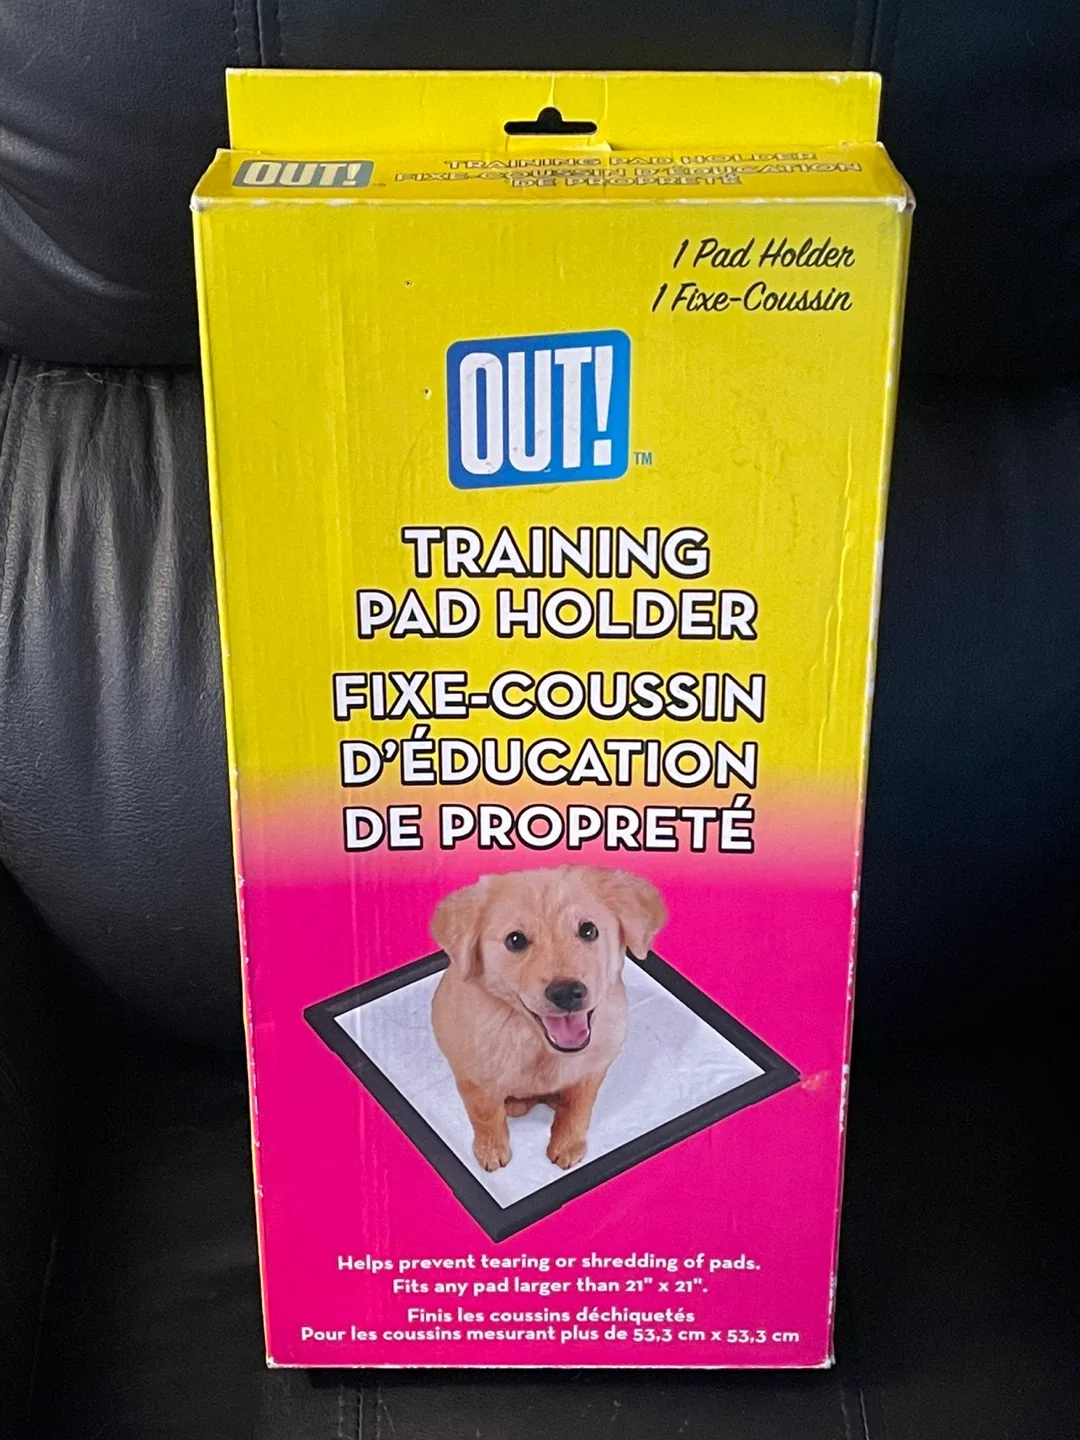 OUT!
TRAINING PAD HOLDER
FIXE-COUSSIN D'ÉDUCATION
DE PROPRETÉ
1 Pad Holder
1 Fixe-Coussin
OUT! TM
TRAINING
PAD HOLDER
FIXE-COUSSIN
D'ÉDUCATION
DE PROPRETÉ
Helps prevent tearing or shredding of pads.
Fits any pad larger than 21" x 21".
Finis les coussins déchiquetés
Pour les coussins mesurant plus de 53,3 cm x 53,3 cm